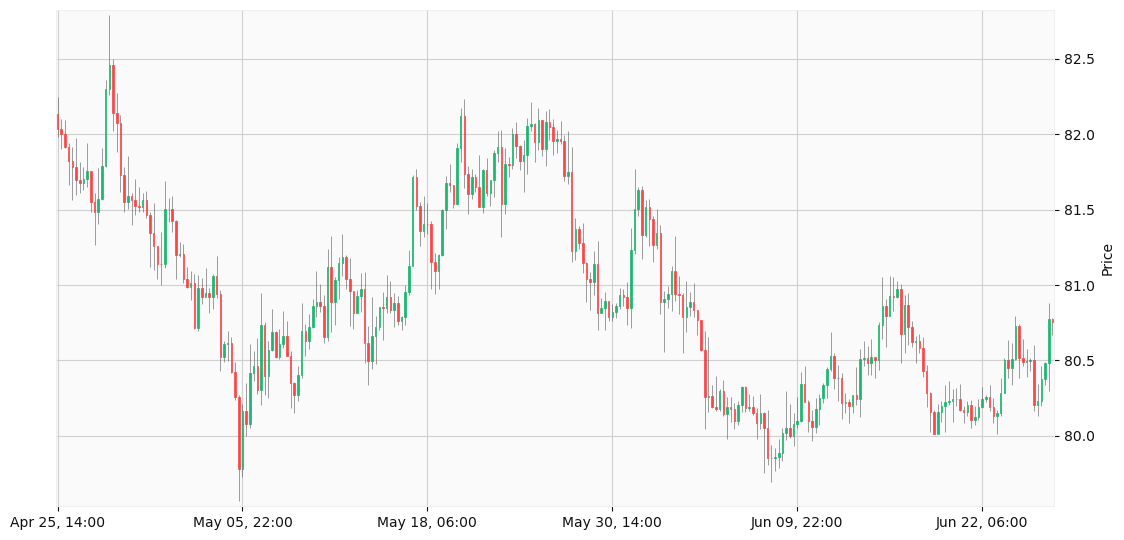 82.5
82.0
81.5
81.0
80.5
80.0
Price
Apr 25, 14:00
May 05, 22:00
May 18, 06:00
May 30, 14:00
Jun 09, 22:00
Jun 22, 06:00